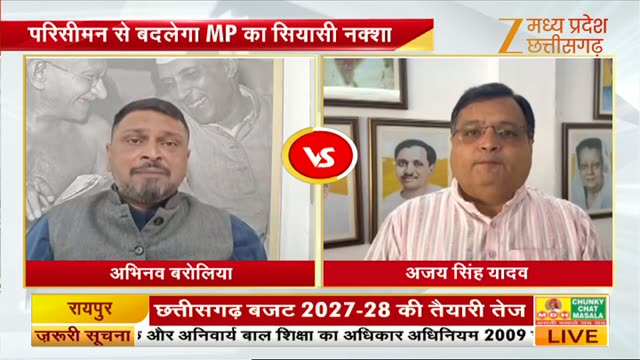 परिसीमन से बदलेगा MP का सियासी नक्शा
Z मध्य प्रदेश
छत्तीसगढ़
VS
अभिनव बरोलिया
अजय सिंह यादव
रायपुर
छत्तीसगढ़ बजट 2027-28 की तैयारी तेज
MDH
CHUNKY
CHAT
MASALA
ज़रूरी सूचना
और अनिवार्य बाल शिक्षा का अधिकार अधिनियम 2009
LIVE